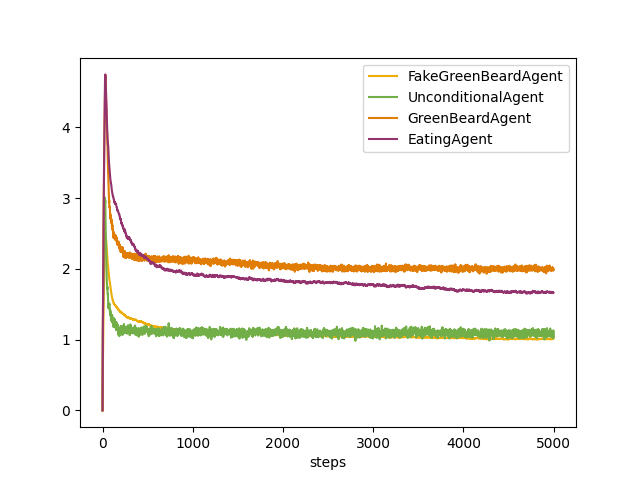 FakeGreenBeardAgent
UnconditionalAgent
GreenBeardAgent
EatingAgent
4
3
2
1
0
0 1000 2000 3000 4000 5000
steps